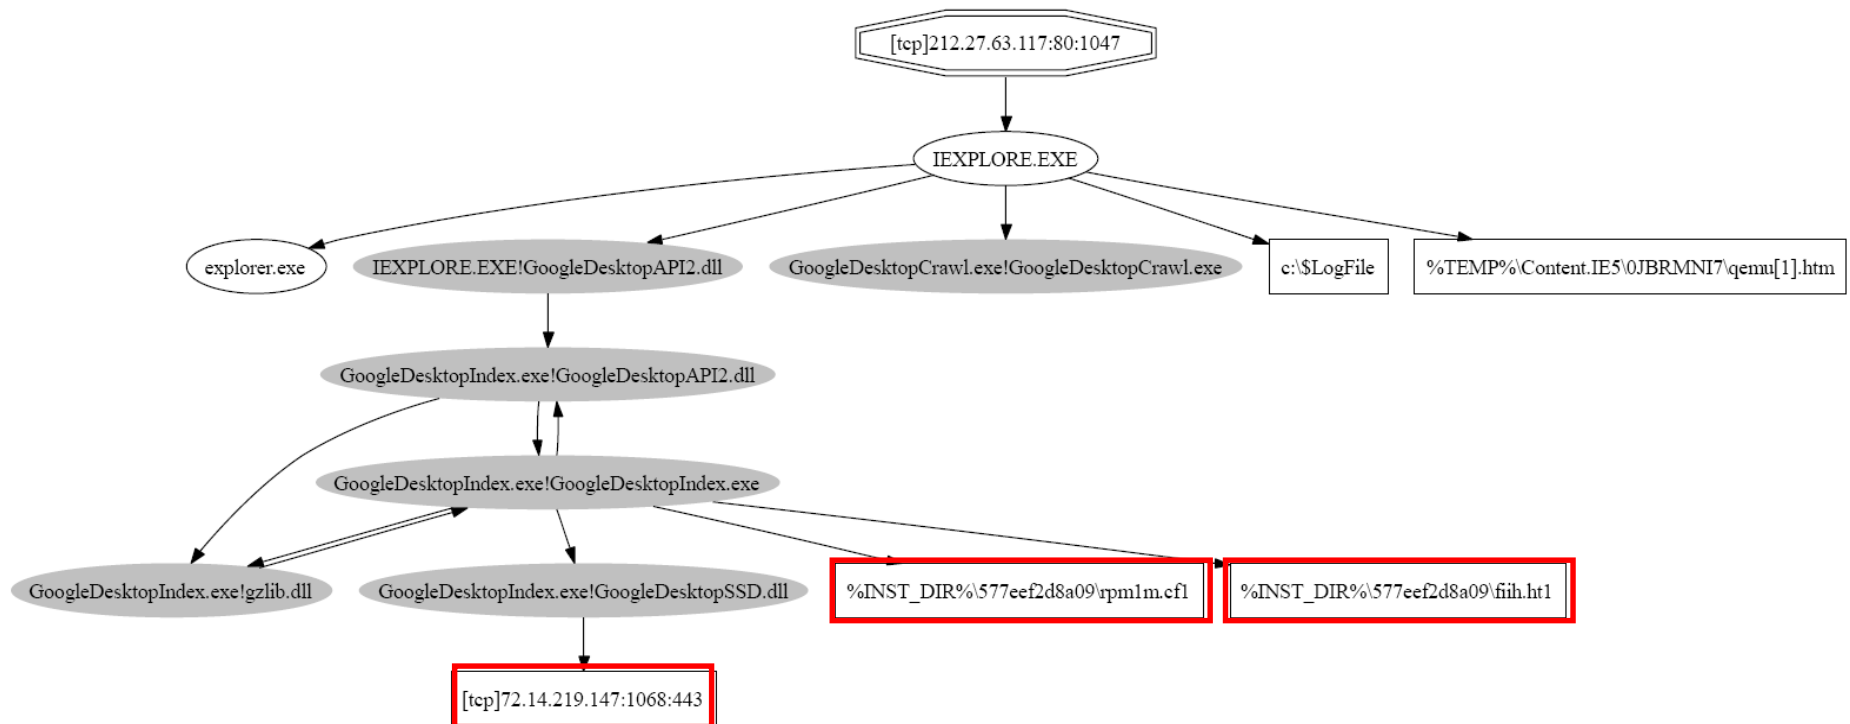 [tcp]212.27.63.117:80:1047
IEXPLORE.EXE
explorer.exe
IEXPLORE.EXE!GoogleDesktopAPI2.dll
GoogleDesktopCrawl.exe!GoogleDesktopCrawl.exe
c:\$LogFile
%TEMP%\Content.IE5\0JBRMNI7\qemu[1].htm
GoogleDesktopIndex.exe!GoogleDesktopAPI2.dll
GoogleDesktopIndex.exe!GoogleDesktopIndex.exe
GoogleDesktopIndex.exe!gzlib.dll
GoogleDesktopIndex.exe!GoogleDesktopSSD.dll
%INST_DIR%\577eef2d8a09\rpm1m.cf1
%INST_DIR%\577eef2d8a09\fiih.ht1
[tcp]72.14.219.147:1068:443